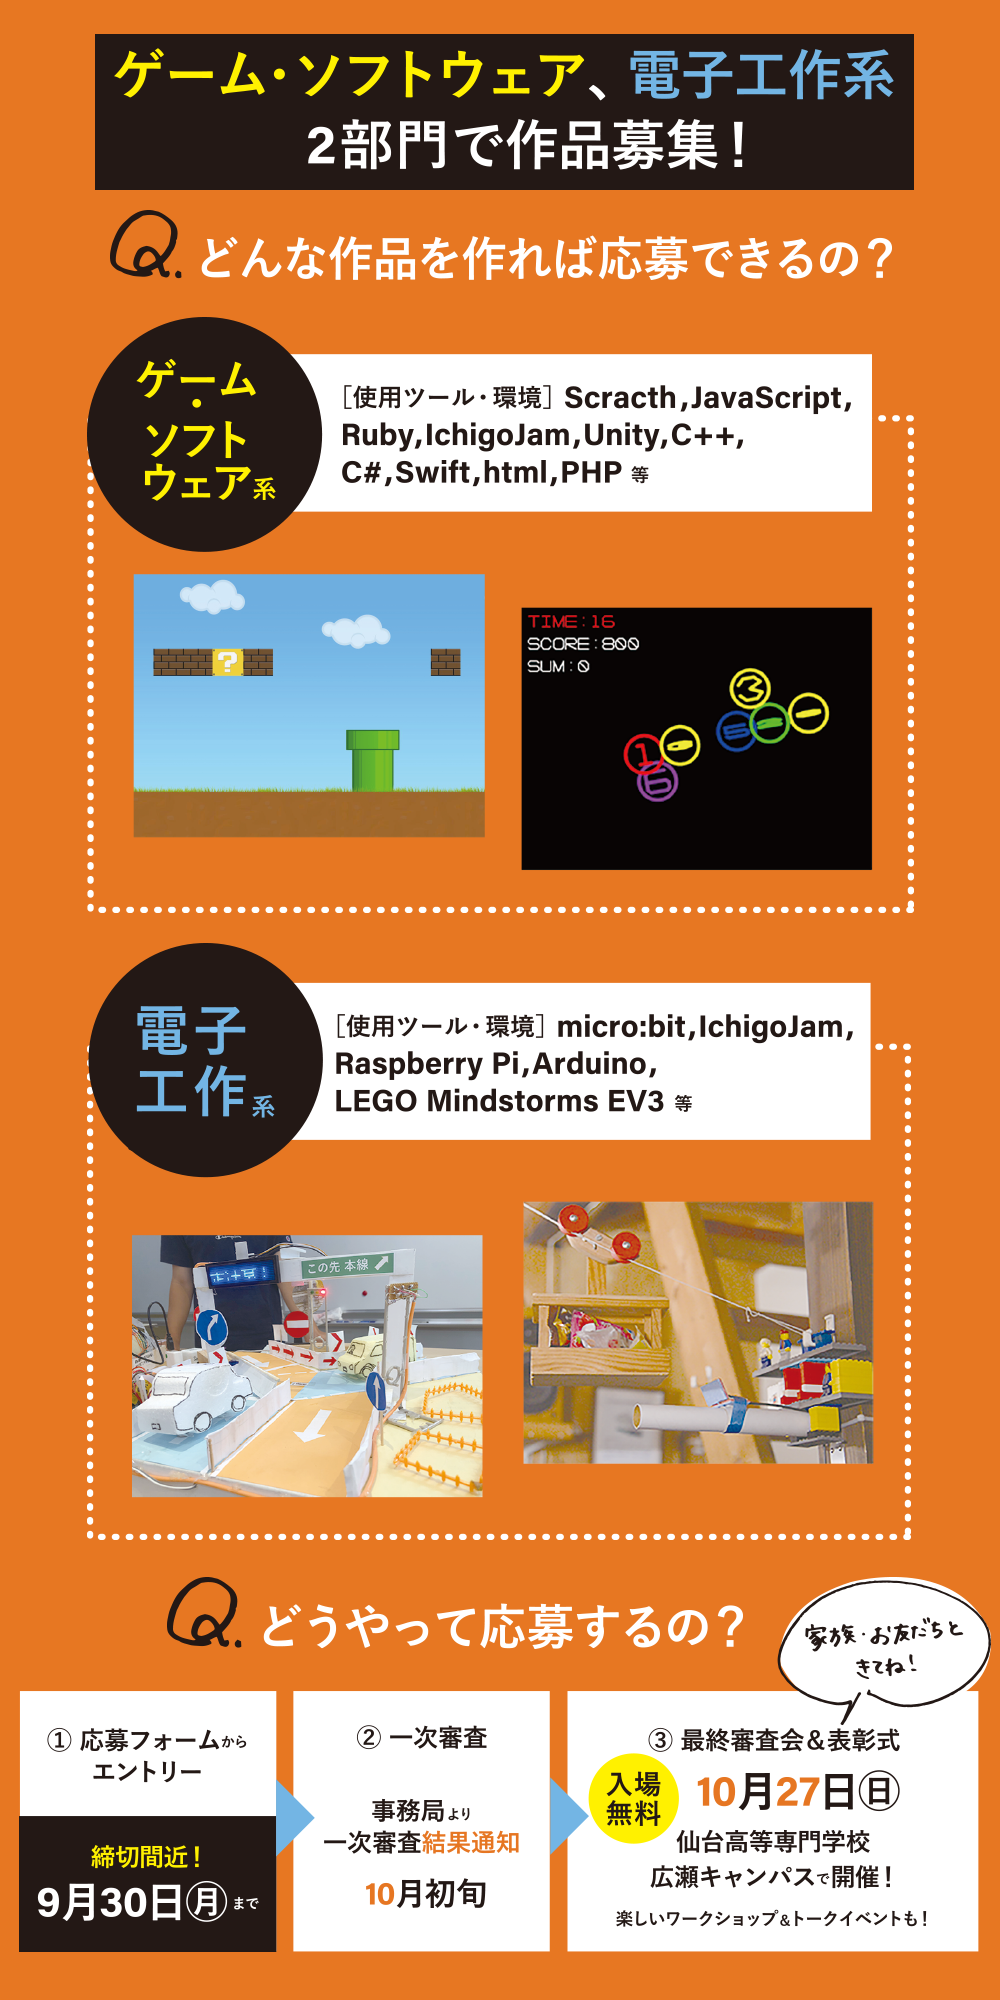 ゲーム・ソフトウェア、電子工作系
2部門で作品募集！
Q. どんな作品を作れば応募できるの？
ゲーム
・
ソフト
ウェア系
［使用ツール・環境］Scracth,JavaScript,
Ruby,IchigoJam,Unity,C++,
C#,Swift,html,PHP 等
?
TIME:16
SCORE:800
SUM:0
3
1
5
6
電子
工作系
［使用ツール・環境］micro:bit,IchigoJam,
Raspberry Pi,Arduino,
LEGO Mindstorms EV3 等
この先 本線
Q. どうやって応募するの？
家族・お友だちと
きてね！
① 応募フォームから
エントリー
締切間近！
9月30日㊊まで
② 一次審査
事務局より
一次審査結果通知
10月初旬
③ 最終審査会＆表彰式
入場
無料
10月27日㊐
仙台高等専門学校
広瀬キャンパスで開催！
楽しいワークショップ＆トークイベントも！